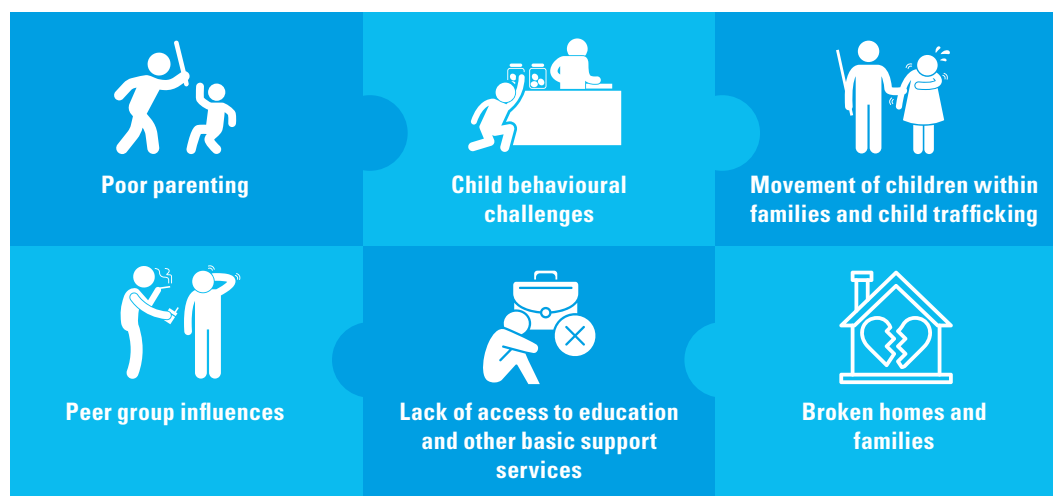 Poor parenting
Child behavioural
challenges
Movement of children within
families and child trafficking
Peer group influences
Lack of access to education
and other basic support
services
Broken homes and
families